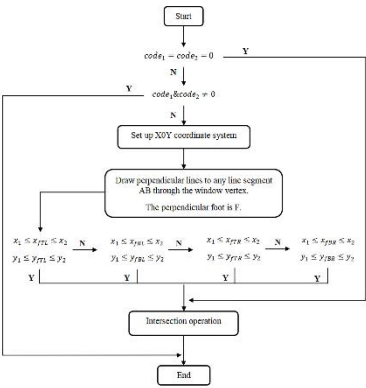 Start
code₁ = code₂ = 0
Y
N
Y
code₁&code₂ ≠ 0
N
Set up X0Y coordinate system
Draw perpendicular lines to any line segment
AB through the window vertex.
The perpendicular foot is F.
x₁ ≤ x_fTL ≤ x₂
y₁ ≤ y_fTL ≤ y₂
N
x₁ ≤ x_fBL ≤ x₂
y₁ ≤ y_fBL ≤ y₂
N
x₁ ≤ x_fTR ≤ x₂
y₁ ≤ y_fTR ≤ y₂
N
x₁ ≤ x_fBR ≤ x₂
y₁ ≤ y_fBR ≤ y₂
Y
Y
Y
Y
Intersection operation
End